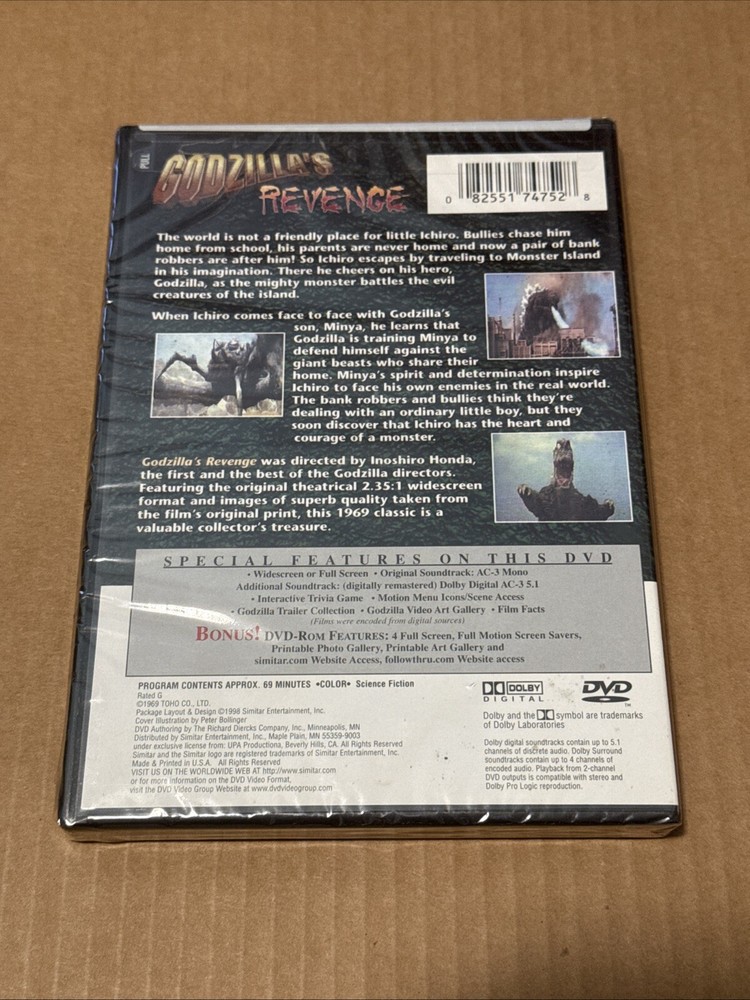 PULL
GODZILLA'S
REVENGE
0 82551 74752 8
The world is not a friendly place for little Ichiro. Bullies chase him
home from school, his parents are never home and now a pair of bank
robbers are after him! So Ichiro escapes by traveling to Monster Island
in his imagination. There he cheers on his hero,
Godzilla, as the mighty monster battles the evil
creatures of the island.
When Ichiro comes face to face with Godzilla's
son, Minya, he learns that
Godzilla is training Minya to
defend himself against the
giant beasts who share their
home. Minya's spirit and determination inspire
Ichiro to face his own enemies in the real world.
The bank robbers and bullies think they're
dealing with an ordinary little boy, but they
soon discover that Ichiro has the heart and
courage of a monster.
Godzilla's Revenge was directed by Inoshiro Honda,
the first and the best of the Godzilla directors.
Featuring the original theatrical 2.35:1 widescreen
format and images of superb quality taken from
the film's original print, this 1969 classic is a
valuable collector's treasure.
SPECIAL FEATURES ON THIS DVD
• Widescreen or Full Screen • Original Soundtrack: AC-3 Mono
Additional Soundtrack: (digitally remastered) Dolby Digital AC-3 5.1
• Interactive Trivia Game • Motion Menu Icons/Scene Access
• Godzilla Trailer Collection • Godzilla Video Art Gallery • Film Facts
(Films were encoded from digital sources)
BONUS! DVD-ROM FEATURES: 4 Full Screen, Full Motion Screen Savers,
Printable Photo Gallery, Printable Art Gallery and
simitar.com Website Access, followthru.com Website access
PROGRAM CONTENTS APPROX. 69 MINUTES •COLOR• Science Fiction
Rated G
©1969 TOHO CO., LTD.
Package Layout & Design ©1998 Simitar Entertainment, Inc.
Cover Illustration by Peter Bollinger
DVD Authoring by The Richard Diercks Company, Inc., Minneapolis, MN
Distributed by Simitar Entertainment, Inc., Maple Plain, MN 55359-9003
under exclusive license from: UPA Productiona, Beverly Hills, CA. All Rights Reserved
Simitar and the Simitar logo are registered trademarks of Simitar Entertainment, Inc.
Made & Printed in U.S.A. All Rights Reserved
VISIT US ON THE WORLDWIDE WEB AT http://www.simitar.com
or for more information on the DVD Video Format,
visit the DVD Video Group Website at www.dvdvideogroup.com
DOLBY
DIGITAL
DVD
TM
Dolby and the symbol are trademarks
of Dolby Laboratories
Dolby digital soundtracks contain up to 5.1
channels of discrete audio. Dolby Surround
soundtracks contain up to 4 channels of
encoded audio. Playback from 2-channel
DVD outputs is compatible with stereo and
Dolby Pro Logic reproduction.